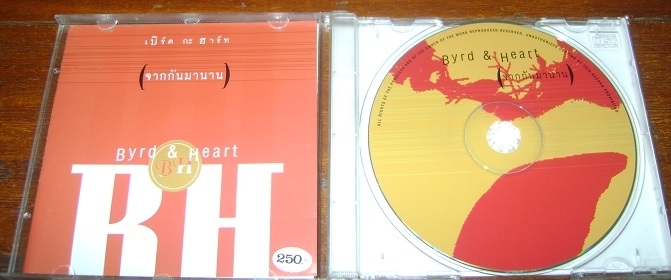 เบิร์ด กะ ฮาร์ท
(จากกันมานาน)
Byrd & Heart
B&H
BH
250.-
Byrd & Heart
(จากกันมานาน)